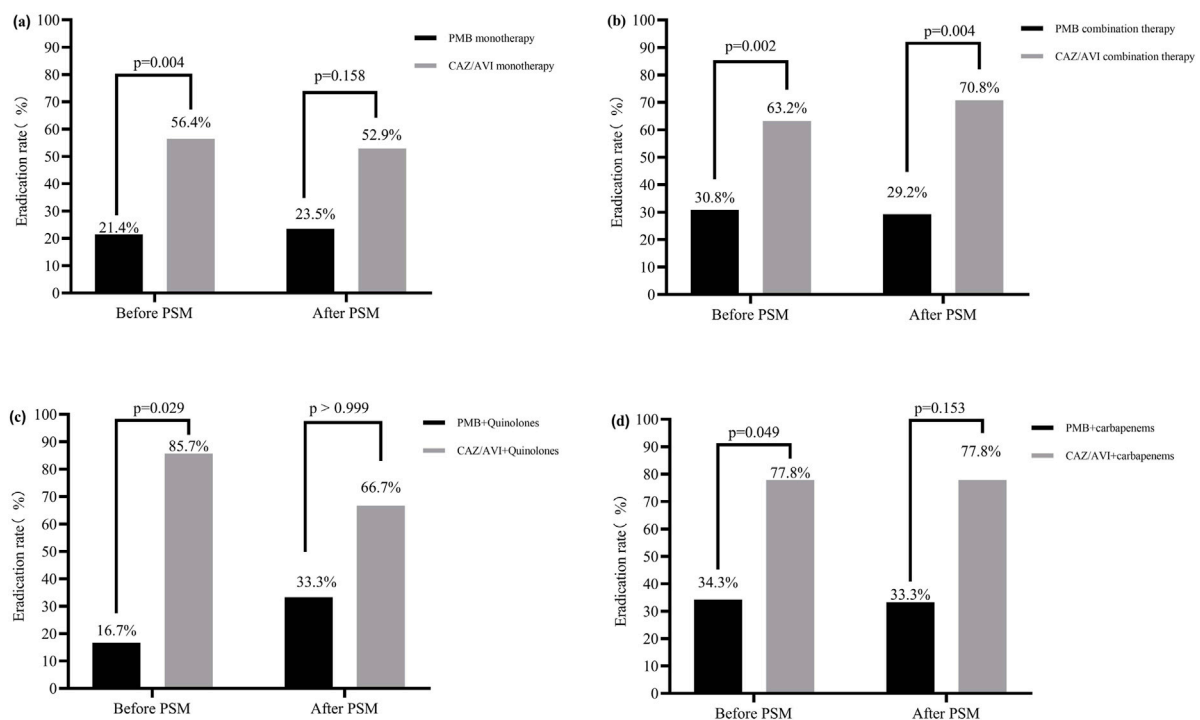 (a)
PMB monotherapy
CAZ/AVI monotherapy
Eradication rate( %)
100
90
80
70
60
50
40
30
20
10
0
p=0.004
p=0.158
21.4%
56.4%
23.5%
52.9%
Before PSM
After PSM
(b)
PMB combination therapy
CAZ/AVI combination therapy
Eradication rate( %)
100
90
80
70
60
50
40
30
20
10
0
p=0.002
p=0.004
30.8%
63.2%
29.2%
70.8%
Before PSM
After PSM
(c)
PMB+Quinolones
CAZ/AVI+Quinolones
Eradication rate( %)
100
90
80
70
60
50
40
30
20
10
0
p=0.029
p > 0.999
16.7%
85.7%
33.3%
66.7%
Before PSM
After PSM
(d)
PMB+carbapenems
CAZ/AVI+carbapenems
Eradication rate( %)
100
90
80
70
60
50
40
30
20
10
0
p=0.049
p=0.153
34.3%
77.8%
33.3%
77.8%
Before PSM
After PSM